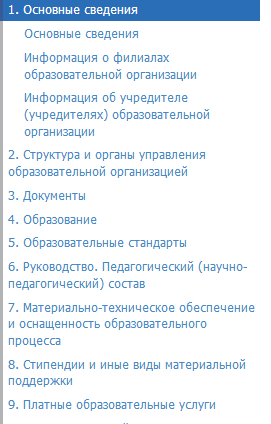 1. Основные сведения
Основные сведения
Информация о филиалах
образовательной организации
Информация об учредителе
(учредителях) образовательной
организации
2. Структура и органы управления
образовательной организацией
3. Документы
4. Образование
5. Образовательные стандарты
6. Руководство. Педагогический (научно-
педагогический) состав
7. Материально-техническое обеспечение
и оснащенность образовательного
процесса
8. Стипендии и иные виды материальной
поддержки
9. Платные образовательные услуги